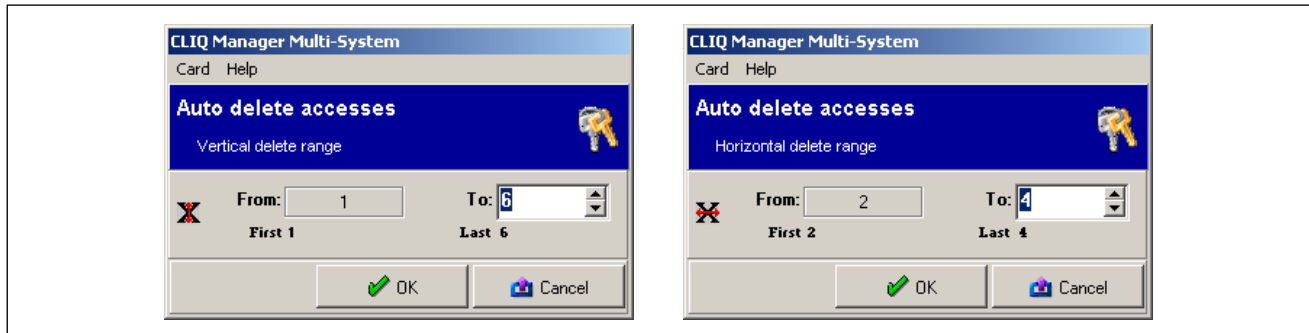 CLIQ Manager Multi-System
Card Help
Auto delete accesses
Vertical delete range
From: 1 To: 6
First 1 Last 6
OK Cancel
CLIQ Manager Multi-System
Card Help
Auto delete accesses
Horizontal delete range
From: 2 To: 4
First 2 Last 4
OK Cancel